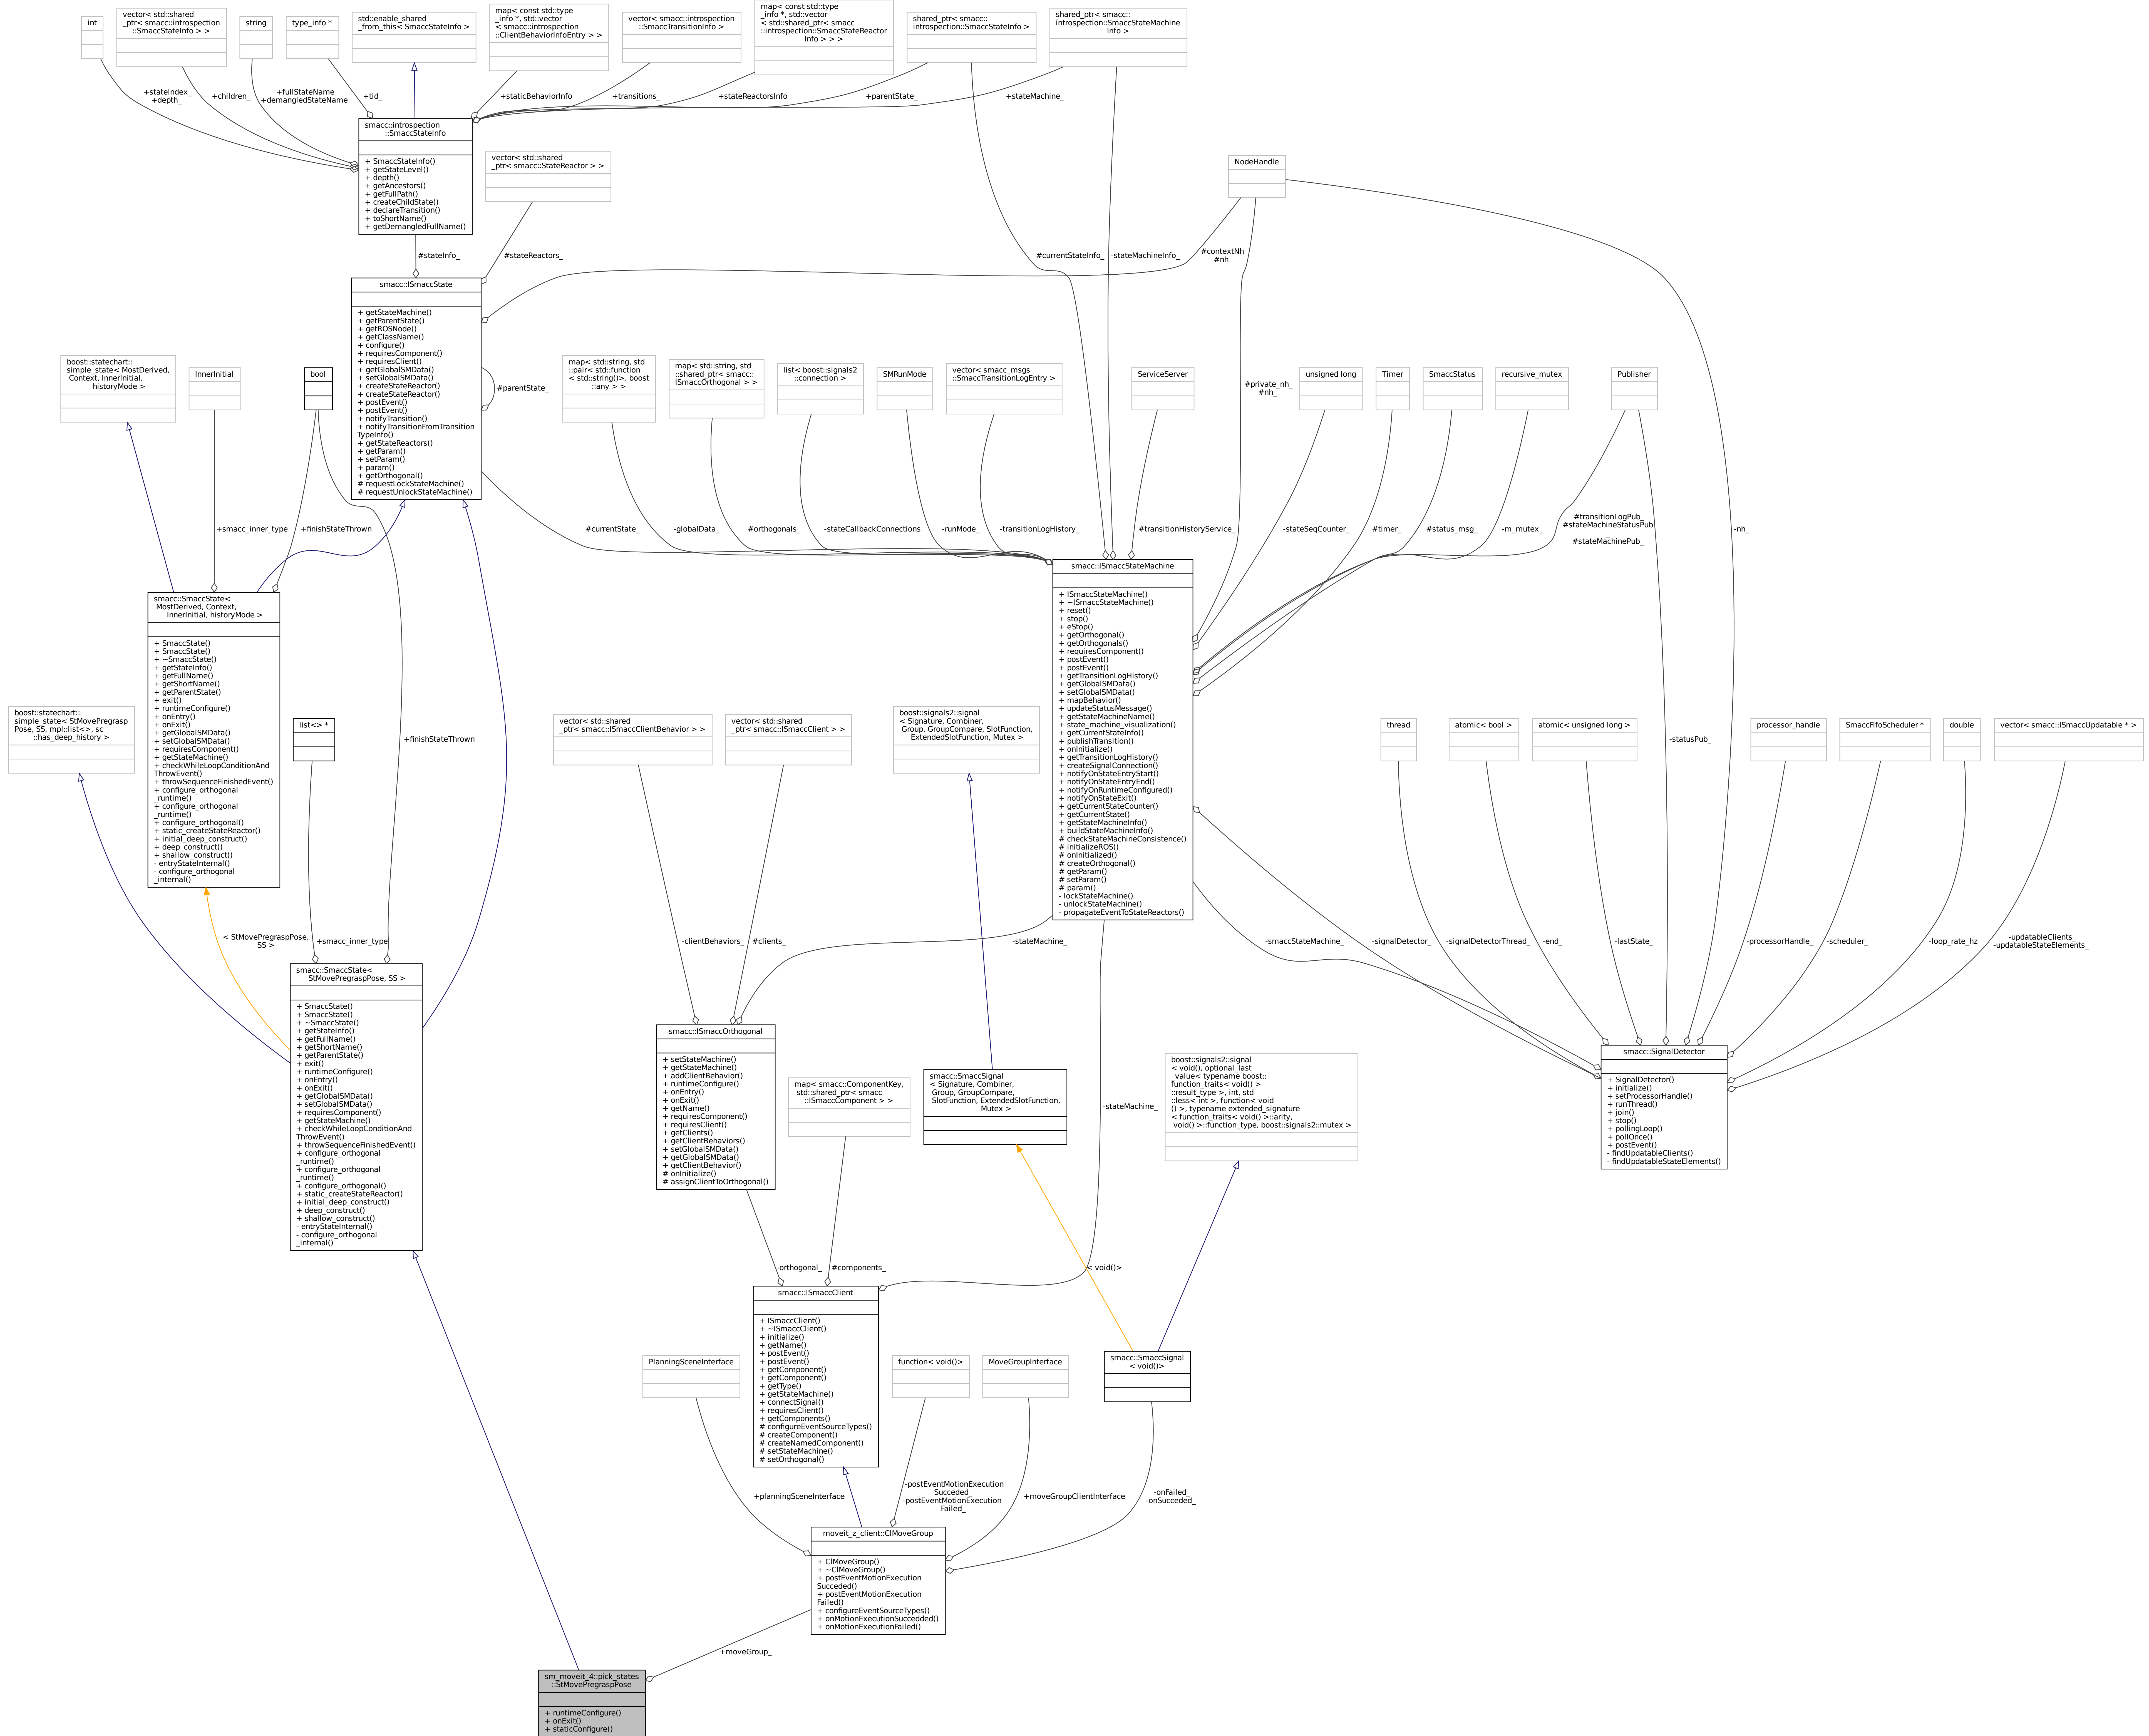 int
vector< std::shared
_ptr< smacc::introspection
::SmaccStateInfo > >
string
type_info *
std::enable_shared
_from_this< SmaccStateInfo >
map< const std::type
_info *, std::vector
< smacc::introspection
::ClientBehaviorInfoEntry > >
vector< smacc::introspection
::SmaccTransitionInfo >
map< const std::type
_info *, std::vector
< std::shared_ptr< smacc
::introspection::SmaccStateReactor
Info > > >
shared_ptr< smacc::
introspection::SmaccStateInfo >
shared_ptr< smacc::
introspection::SmaccStateMachine
Info >
+stateIndex_
+depth_
+children_
+fullStateName
+demangledStateName
+tid_
+staticBehaviorInfo
+transitions_
+stateReactorsInfo
+parentState_
+stateMachine_
smacc::introspection
::SmaccStateInfo
+ SmaccStateInfo()
+ getStateLevel()
+ depth()
+ getAncestors()
+ getFullPath()
+ createChildState()
+ declareTransition()
+ toShortName()
+ getDemangledFullName()
vector< std::shared
_ptr< smacc::StateReactor > >
NodeHandle
#stateInfo_
#stateReactors_
#currentStateInfo_
-stateMachineInfo_
#contextNh
#nh
smacc::ISmaccState
+ getStateMachine()
+ getParentState()
+ getROSNode()
+ getClassName()
+ configure()
+ requiresComponent()
+ requiresClient()
+ getGlobalSMData()
+ setGlobalSMData()
+ createStateReactor()
+ createStateReactor()
+ postEvent()
+ postEvent()
+ notifyTransition()
+ notifyTransitionFromTransition
TypeInfo()
+ getStateReactors()
+ getParam()
+ setParam()
+ param()
+ getOrthogonal()
# requestLockStateMachine()
# requestUnlockStateMachine()
#parentState_
boost::statechart::
simple_state< MostDerived,
Context, InnerInitial,
historyMode >
InnerInitial
bool
map< std::string, std
::pair< std::function
< std::string()>, boost
::any > >
map< std::string, std
::shared_ptr< smacc::
ISmaccOrthogonal > >
list< boost::signals2
::connection >
SMRunMode
vector< smacc_msgs
::SmaccTransitionLogEntry >
ServiceServer
#private_nh_
#nh_
unsigned long
Timer
SmaccStatus
recursive_mutex
Publisher
+smacc_inner_type
+finishStateThrown
#currentState_
-globalData_
#orthogonals_
-stateCallbackConnections
-runMode_
-transitionLogHistory_
#transitionHistoryService_
-stateSeqCounter_
#timer_
#status_msg_
-m_mutex_
#transitionLogPub_
#stateMachineStatusPub
_
#stateMachinePub_
-nh_
smacc::SmaccState<
MostDerived, Context,
InnerInitial, historyMode >
+ SmaccState()
+ SmaccState()
+ ~SmaccState()
+ getStateInfo()
+ getFullName()
+ getShortName()
+ getParentState()
+ exit()
+ runtimeConfigure()
+ onEntry()
+ onExit()
+ getGlobalSMData()
+ setGlobalSMData()
+ requiresComponent()
+ getStateMachine()
+ checkWhileLoopConditionAnd
ThrowEvent()
+ throwSequenceFinishedEvent()
+ configure_orthogonal
_runtime()
+ configure_orthogonal
_runtime()
+ configure_orthogonal()
+ static_createStateReactor()
+ initial_deep_construct()
+ deep_construct()
+ shallow_construct()
- entryStateInternal()
- configure_orthogonal
_internal()
smacc::ISmaccStateMachine
+ ISmaccStateMachine()
+ ~ISmaccStateMachine()
+ reset()
+ stop()
+ eStop()
+ getOrthogonal()
+ getOrthogonals()
+ requiresComponent()
+ postEvent()
+ postEvent()
+ getTransitionLogHistory()
+ getGlobalSMData()
+ setGlobalSMData()
+ mapBehavior()
+ updateStatusMessage()
+ getStateMachineName()
+ state_machine_visualization()
+ getCurrentStateInfo()
+ publishTransition()
+ onInitialize()
+ getTransitionLogHistory()
+ createSignalConnection()
+ notifyOnStateEntryStart()
+ notifyOnStateEntryEnd()
+ notifyOnRuntimeConfigured()
+ notifyOnStateExit()
+ getCurrentStateCounter()
+ getCurrentState()
+ getStateMachineInfo()
+ buildStateMachineInfo()
# checkStateMachineConsistence()
# initializeROS()
# onInitialized()
# createOrthogonal()
# getParam()
# setParam()
# param()
- lockStateMachine()
- unlockStateMachine()
- propagateEventToStateReactors()
boost::statechart::
simple_state< StMovePregrasp
Pose, SS, mpl::list<>, sc
::has_deep_history >
list<> *
+finishStateThrown
vector< std::shared
_ptr< smacc::ISmaccClientBehavior > >
vector< std::shared
_ptr< smacc::ISmaccClient > >
boost::signals2::signal
< Signature, Combiner,
Group, GroupCompare, SlotFunction,
ExtendedSlotFunction, Mutex >
thread
atomic< bool >
atomic< unsigned long >
-statusPub_
processor_handle
SmaccFifoScheduler *
double
vector< smacc::ISmaccUpdatable * >
< StMovePregraspPose,
SS >
+smacc_inner_type
-clientBehaviors_
#clients_
-stateMachine_
-smaccStateMachine_
-signalDetector_
-signalDetectorThread_
-end_
-lastState_
-processorHandle_
-scheduler_
-loop_rate_hz
-updatableClients_
-updatableStateElements_
smacc::SmaccState<
StMovePregraspPose, SS >
+ SmaccState()
+ SmaccState()
+ ~SmaccState()
+ getStateInfo()
+ getFullName()
+ getShortName()
+ getParentState()
+ exit()
+ runtimeConfigure()
+ onEntry()
+ onExit()
+ getGlobalSMData()
+ setGlobalSMData()
+ requiresComponent()
+ getStateMachine()
+ checkWhileLoopConditionAnd
ThrowEvent()
+ throwSequenceFinishedEvent()
+ configure_orthogonal
_runtime()
+ configure_orthogonal
_runtime()
+ configure_orthogonal()
+ static_createStateReactor()
+ initial_deep_construct()
+ deep_construct()
+ shallow_construct()
- entryStateInternal()
- configure_orthogonal
_internal()
smacc::ISmaccOrthogonal
+ setStateMachine()
+ getStateMachine()
+ addClientBehavior()
+ runtimeConfigure()
+ onEntry()
+ onExit()
+ getName()
+ requiresComponent()
+ requiresClient()
+ getClients()
+ getClientBehaviors()
+ setGlobalSMData()
+ getGlobalSMData()
+ getClientBehavior()
# onInitialize()
# assignClientToOrthogonal()
map< smacc::ComponentKey,
std::shared_ptr< smacc
::ISmaccComponent > >
smacc::SmaccSignal
< Signature, Combiner,
Group, GroupCompare,
SlotFunction, ExtendedSlotFunction,
Mutex >
-stateMachine_
boost::signals2::signal
< void(), optional_last
_value< typename boost::
function_traits< void() >
::result_type >, int, std
::less< int >, function< void
() >, typename extended_signature
< function_traits< void() >::arity,
void() >::function_type, boost::signals2::mutex >
smacc::SignalDetector
+ SignalDetector()
+ initialize()
+ setProcessorHandle()
+ runThread()
+ join()
+ stop()
+ pollingLoop()
+ pollOnce()
+ postEvent()
- findUpdatableClients()
- findUpdatableStateElements()
-orthogonal_
#components_
< void()>
smacc::ISmaccClient
+ ISmaccClient()
+ ~ISmaccClient()
+ initialize()
+ getName()
+ postEvent()
+ postEvent()
+ getComponent()
+ getComponent()
+ getType()
+ getStateMachine()
+ connectSignal()
+ requiresClient()
+ getComponents()
# configureEventSourceTypes()
# createComponent()
# createNamedComponent()
# setStateMachine()
# setOrthogonal()
PlanningSceneInterface
function< void()>
MoveGroupInterface
smacc::SmaccSignal
< void()>
+planningSceneInterface
-postEventMotionExecution
Succeded_
-postEventMotionExecution
Failed_
+moveGroupClientInterface
-onFailed_
-onSucceded_
moveit_z_client::ClMoveGroup
+ ClMoveGroup()
+ ~ClMoveGroup()
+ postEventMotionExecution
Succeded()
+ postEventMotionExecution
Failed()
+ configureEventSourceTypes()
+ onMotionExecutionSuccedded()
+ onMotionExecutionFailed()
+moveGroup_
sm_moveit_4::pick_states
::StMovePregraspPose
+ runtimeConfigure()
+ onExit()
+ staticConfigure()